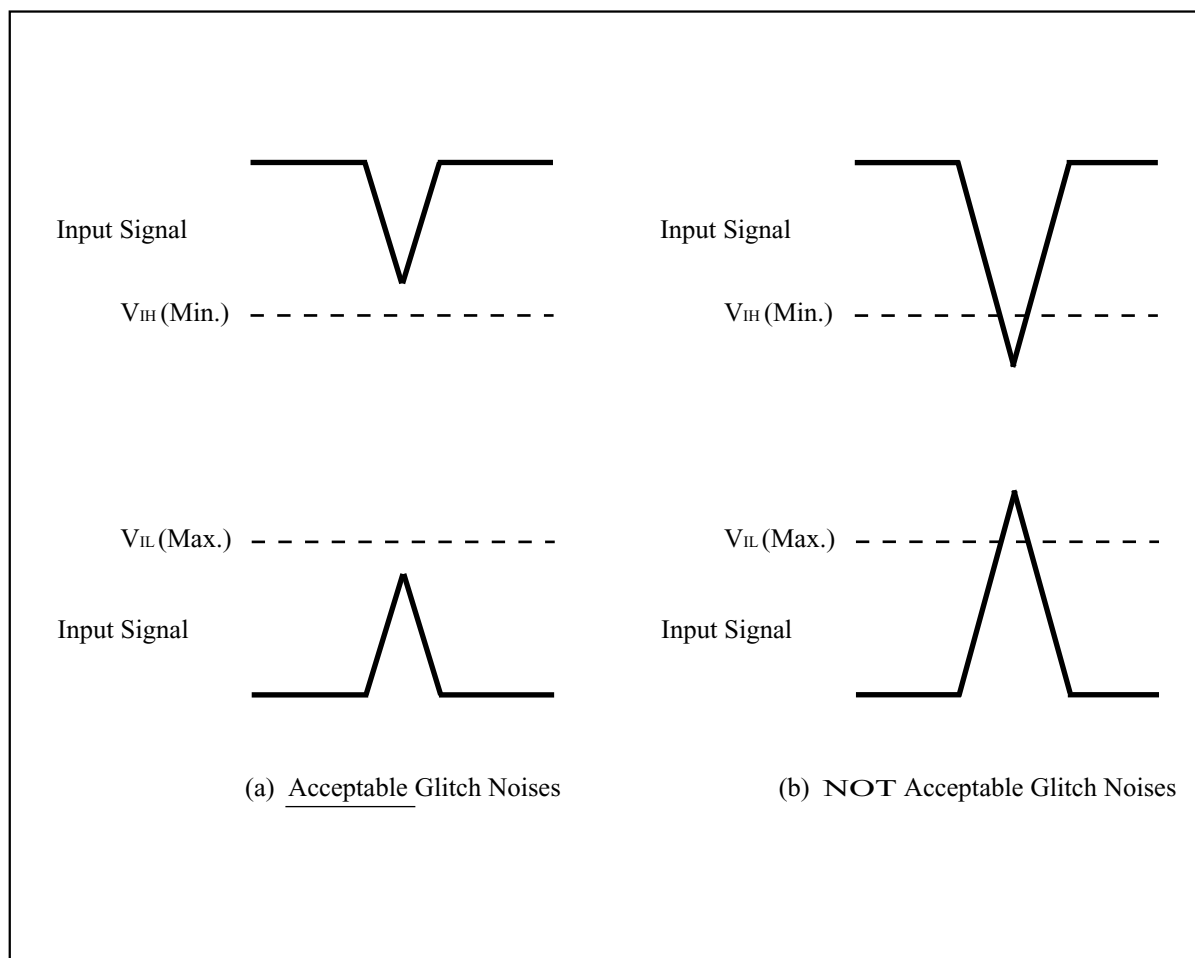 Input Signal
Input Signal
VIH (Min.)
VIH (Min.)
VIL (Max.)
VIL (Max.)
Input Signal
Input Signal
(a) Acceptable Glitch Noises
(b) NOT Acceptable Glitch Noises